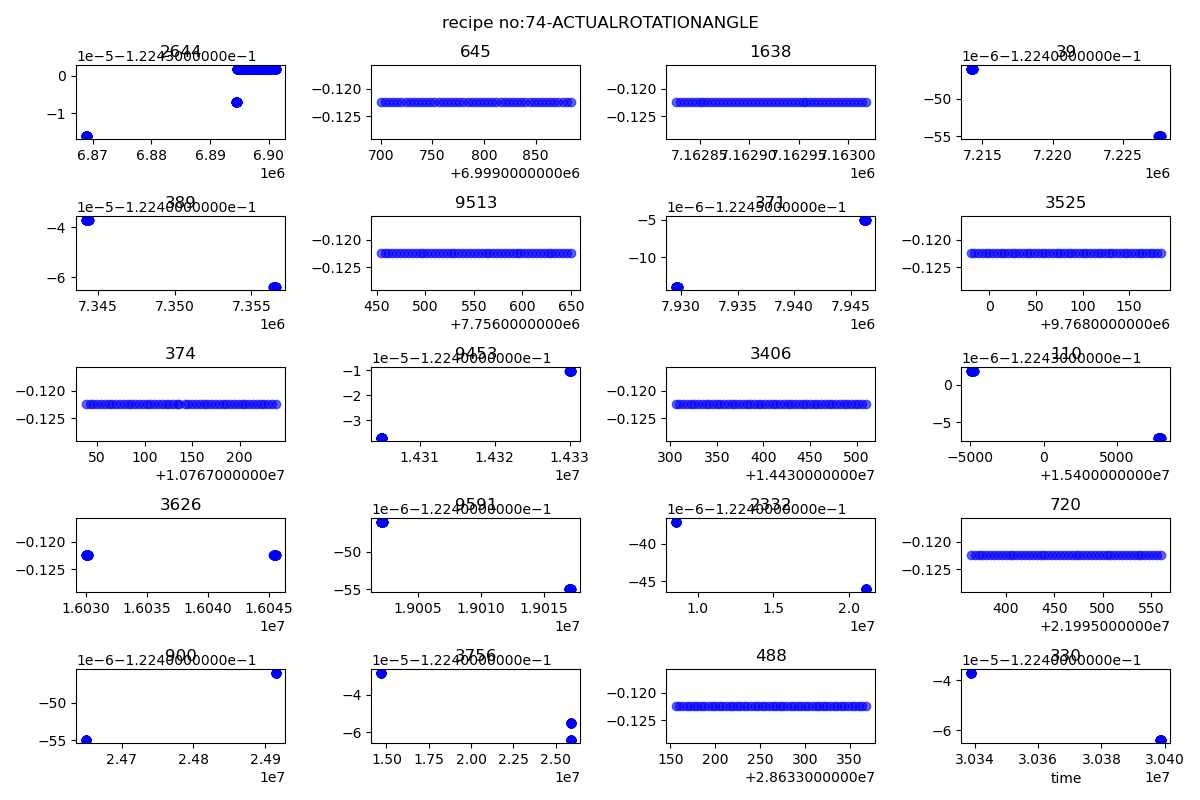 recipe no:74-ACTUALROTATIONANGLE
2644 645 1638 39
1e−5−1.2243000000e−1 1e−6−1.2240000000e−1
0 −0.120 −0.120 −50
−1 −0.125 −0.125 −55
6.87 6.88 6.89 6.90 700 750 800 850 7.16285 7.16290 7.16295 7.16300 7.215 7.220 7.225
1e6 +6.9990000000e6 1e6 1e6
389 9513 371 3525
1e−5−1.2240000000e−1 1e−6−1.2245000000e−1
−4 −0.120 −5 −0.120
−6 −0.125 −10 −0.125
7.345 7.350 7.355 450 500 550 600 650 7.930 7.935 7.940 7.945 0 50 100 150
1e6 +7.7560000000e6 1e6 +9.7680000000e6
374 9453 3406 110
1e−5−1.2240000000e−1 1e−6−1.2243000000e−1
−0.120 −1 −0.120 0
−2
−0.125 −3 −0.125 −5
50 100 150 200 1.431 1.432 1.433 300 350 400 450 500 −5000 0 5000
+1.0767000000e7 1e7 +1.4430000000e7 +1.5400000000e7
3626 9591 2332 720
1e−6−1.2240000000e−1 1e−6−1.2240000000e−1
−0.120 −50 −40 −0.120
−0.125 −55 −45 −0.125
1.6030 1.6035 1.6040 1.6045 1.9005 1.9010 1.9015 1.0 1.5 2.0 400 450 500 550
1e7 1e7 1e7 +2.1995000000e7
900 3756 488 330
1e−6−1.2240000000e−1 1e−5−1.2240000000e−1 1e−5−1.2240000000e−1
−50 −4 −0.120 −4
−55 −6 −0.125 −6
2.47 2.48 2.49 1.50 1.75 2.00 2.25 2.50 150 200 250 300 350 3.034 3.036 3.038 3.040
1e7 1e7 +2.8633000000e7 time 1e7